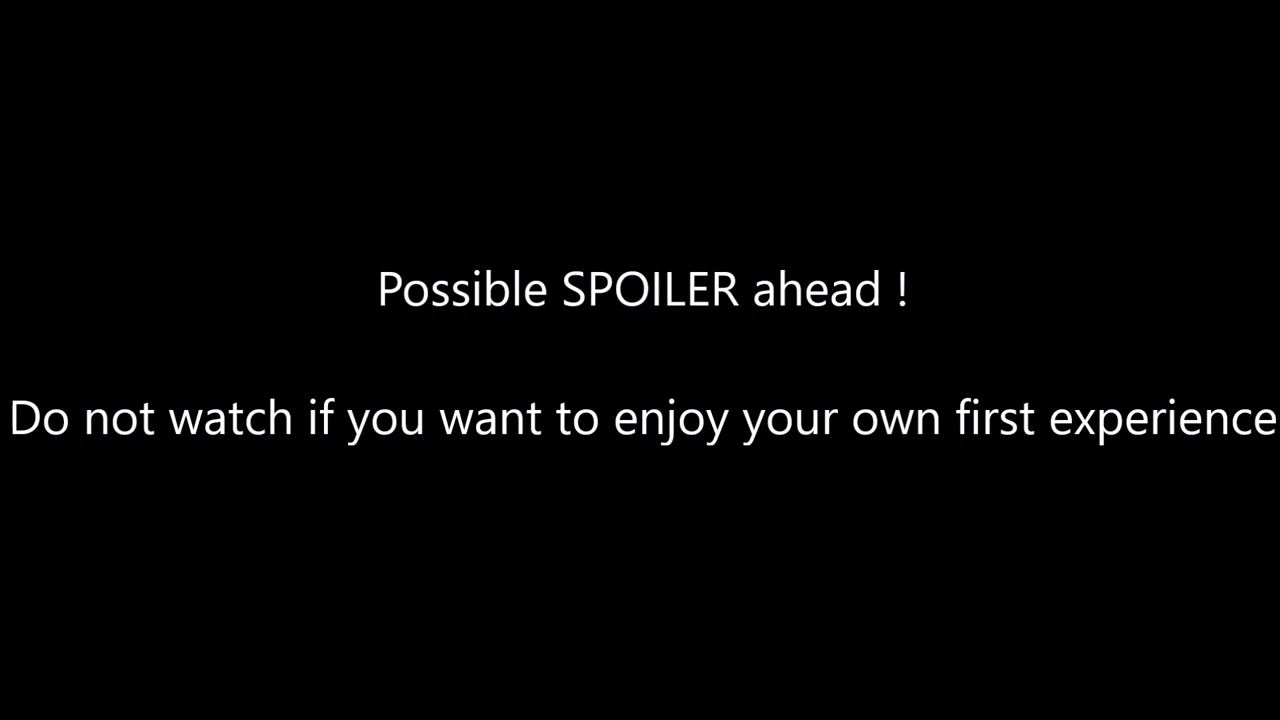 Possible SPOILER ahead !
Do not watch if you want to enjoy your own first experience